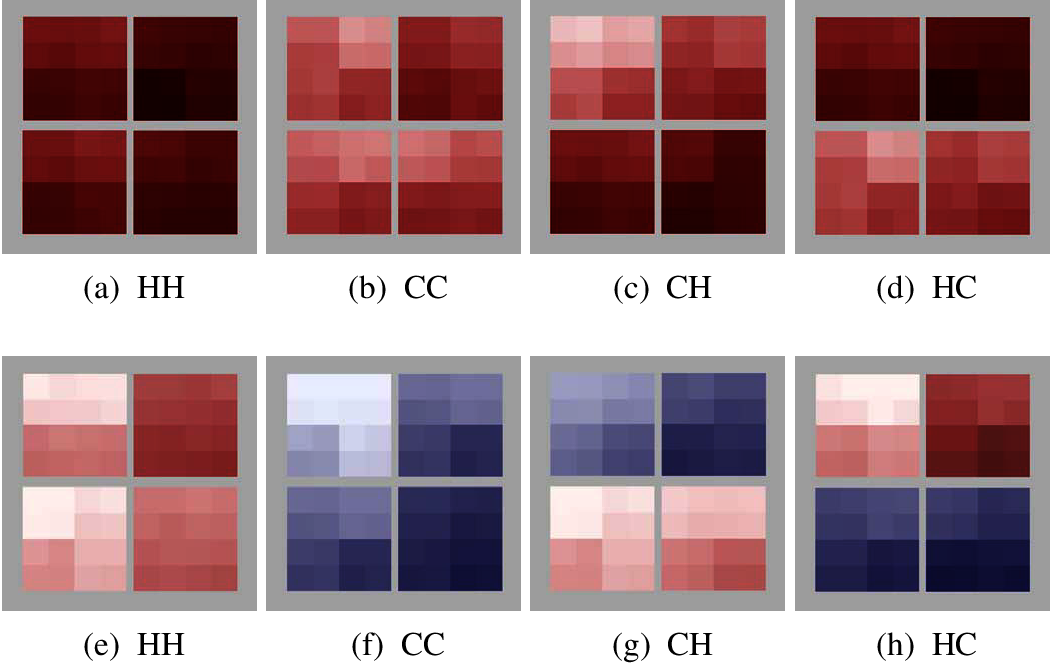 (a) HH (b) CC (c) CH (d) HC
(e) HH (f) CC (g) CH (h) HC